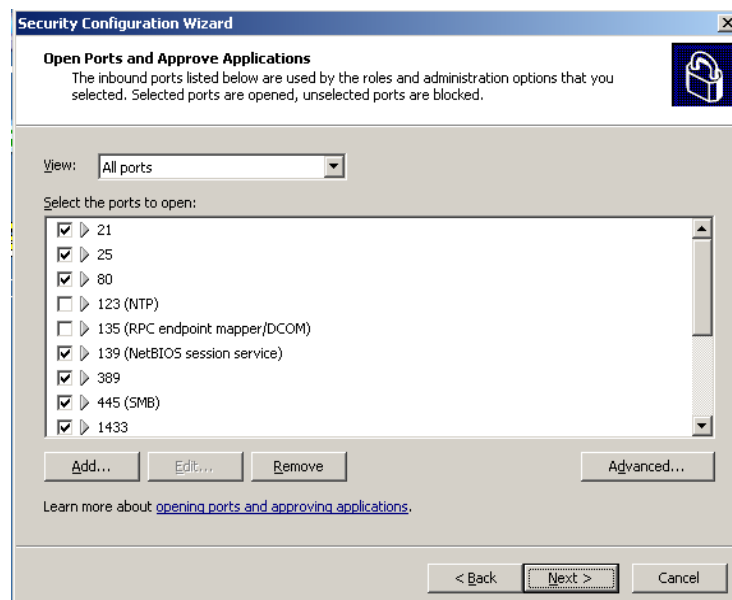 Security Configuration Wizard
Open Ports and Approve Applications
The inbound ports listed below are used by the roles and administration options that you
selected. Selected ports are opened, unselected ports are blocked.
View:
All ports
Select the ports to open:
21
25
80
123 (NTP)
135 (RPC endpoint mapper/DCOM)
139 (NetBIOS session service)
389
445 (SMB)
1433
Add... Edit... Remove Advanced...
Learn more about opening ports and approving applications.
< Back Next > Cancel